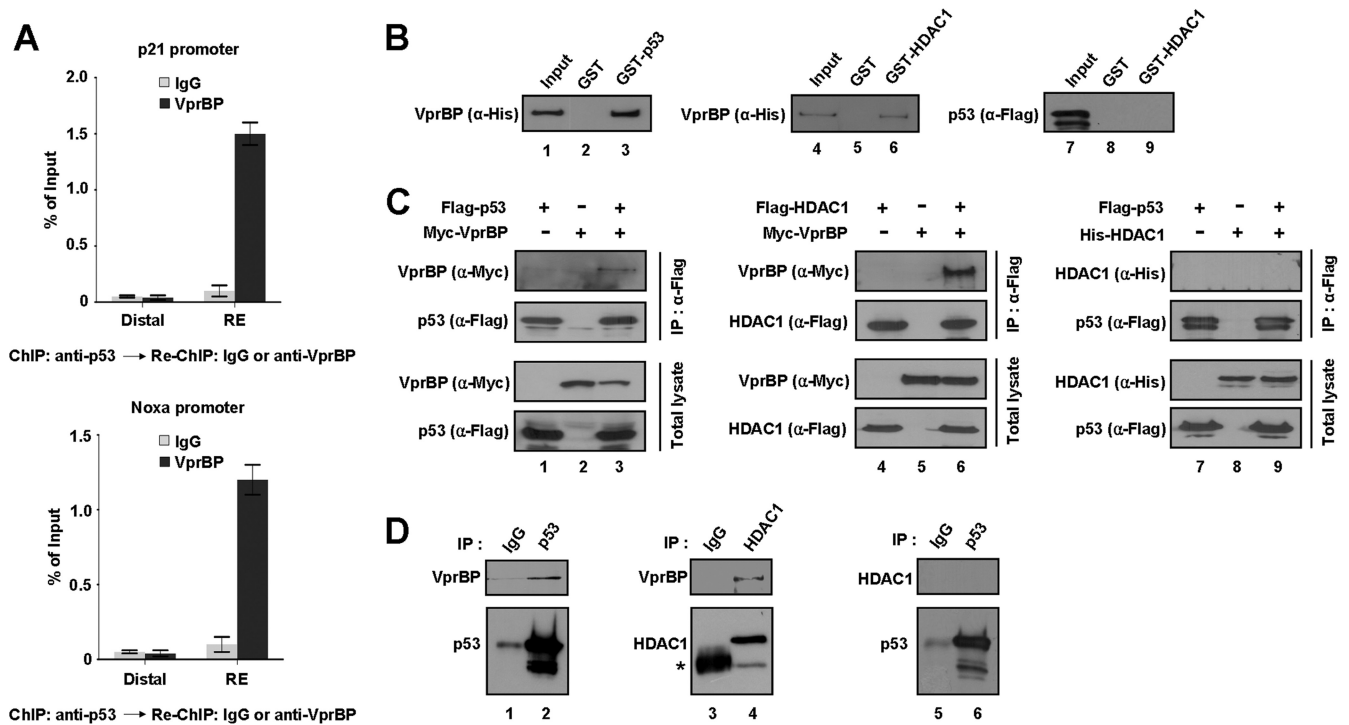 A
p21 promoter
IgG
VprBP
% of Input
2.0
1.5
1.0
0.5
0
Distal RE
ChIP: anti-p53 → Re-ChIP: IgG or anti-VprBP
Noxa promoter
IgG
VprBP
% of Input
1.5
1.0
0.5
0
Distal RE
ChIP: anti-p53 → Re-ChIP: IgG or anti-VprBP
B
Input GST GST-p53
VprBP (α-His)
1 2 3
Input GST GST-HDAC1
VprBP (α-His)
4 5 6
Input GST GST-HDAC1
p53 (α-Flag)
7 8 9
C
Flag-p53 + – +
Myc-VprBP – + +
VprBP (α-Myc)
p53 (α-Flag)
IP : α-Flag
VprBP (α-Myc)
p53 (α-Flag)
Total lysate
1 2 3
Flag-HDAC1 + – +
Myc-VprBP – + +
VprBP (α-Myc)
HDAC1 (α-Flag)
IP : α-Flag
VprBP (α-Myc)
HDAC1 (α-Flag)
Total lysate
4 5 6
Flag-p53 + – +
His-HDAC1 – + +
HDAC1 (α-His)
p53 (α-Flag)
IP : α-Flag
HDAC1 (α-His)
p53 (α-Flag)
Total lysate
7 8 9
D
IP : IgG p53
VprBP
p53
1 2
IP : IgG HDAC1
VprBP
HDAC1
*
3 4
IP : IgG p53
HDAC1
p53
5 6